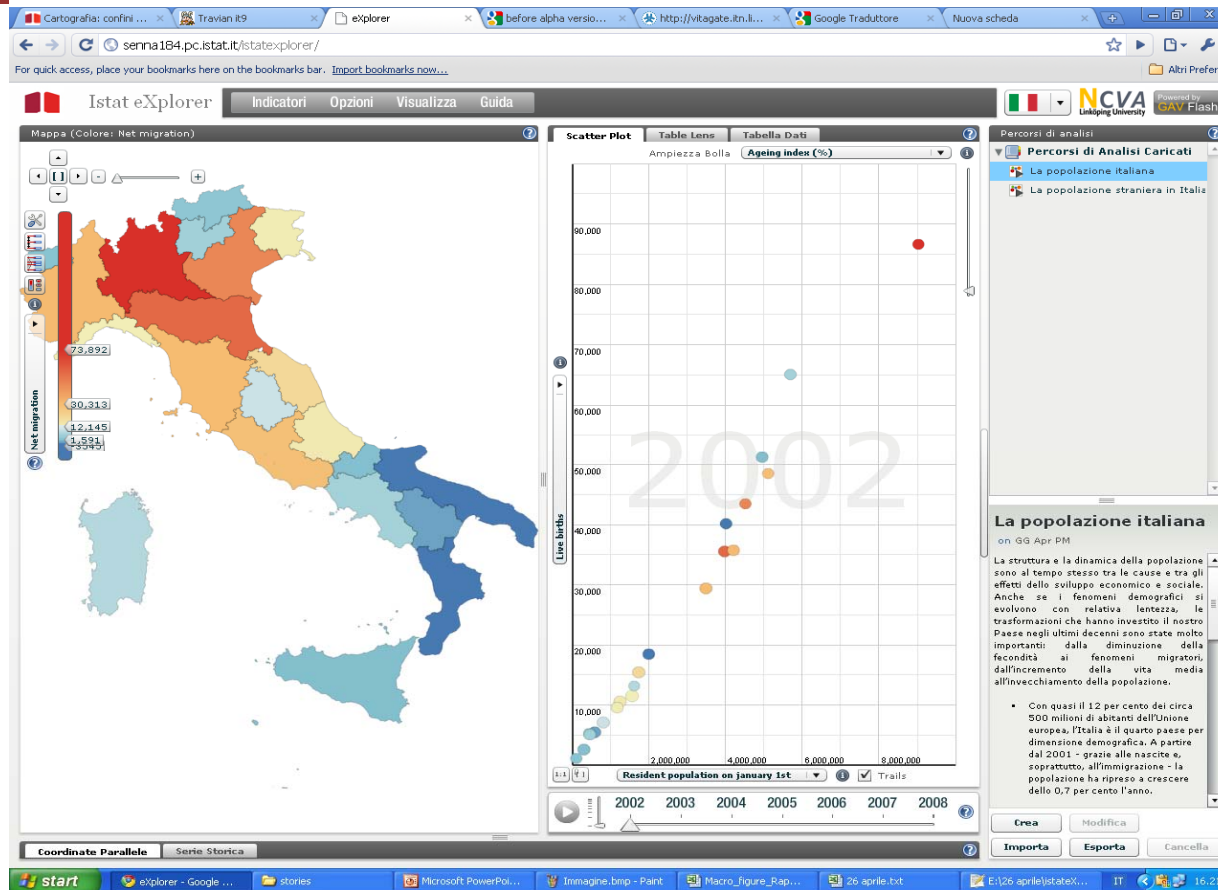 Cartografia: confini ...
Travian it9
eXplorer
before alpha versio...
http://vitagate.itn.li...
Google Traduttore
Nuova scheda
senna184.pc.istat.it/istatexplorer/
For quick access, place your bookmarks here on the bookmarks bar. Import bookmarks now...
Altri Prefer
Istat eXplorer
Indicatori
Opzioni
Visualizza
Guida
NCVA
Linköping University
Powered by
GAV Flash
Mappa (Colore: Net migration)
73,892
30,313
12,145
1,591
Net migration
Scatter Plot
Table Lens
Tabella Dati
Ampiezza Bolla
Ageing index (%)
90,000
80,000
70,000
60,000
50,000
40,000
30,000
20,000
10,000
2002
Live births
2,000,000
4,000,000
6,000,000
8,000,000
1:1
Resident population on january 1st
Trails
2002 2003 2004 2005 2006 2007 2008
Percorsi di analisi
Percorsi di Analisi Caricati
La popolazione italiana
La popolazione straniera in Italia
La popolazione italiana
on GG Apr PM
La struttura e la dinamica della popolazione
sono al tempo stesso tra le cause e tra gli
effetti dello sviluppo economico e sociale.
Anche se i fenomeni demografici si
evolvono con relativa lentezza, le
trasformazioni che hanno investito il nostro
Paese negli ultimi decenni sono state molto
importanti: dalla diminuzione della
fecondità ai fenomeni migratori,
dall'incremento della vita media
all'invecchiamento della popolazione.
• Con quasi il 12 per cento dei circa
500 milioni di abitanti dell'Unione
europea, l'Italia è il quarto paese per
dimensione demografica. A partire
dal 2001 - grazie alle nascite e,
soprattutto, all'immigrazione - la
popolazione ha ripreso a crescere
dello 0,7 per cento l'anno.
Crea
Modifica
Importa
Esporta
Cancella
Coordinate Parallele
Serie Storica
start
eXplorer - Google ...
stories
Microsoft PowerPoi...
Immagine.bmp - Paint
Macro_figure_Rap...
26 aprile.txt
E:\26 aprile\istateX...
IT
16.21